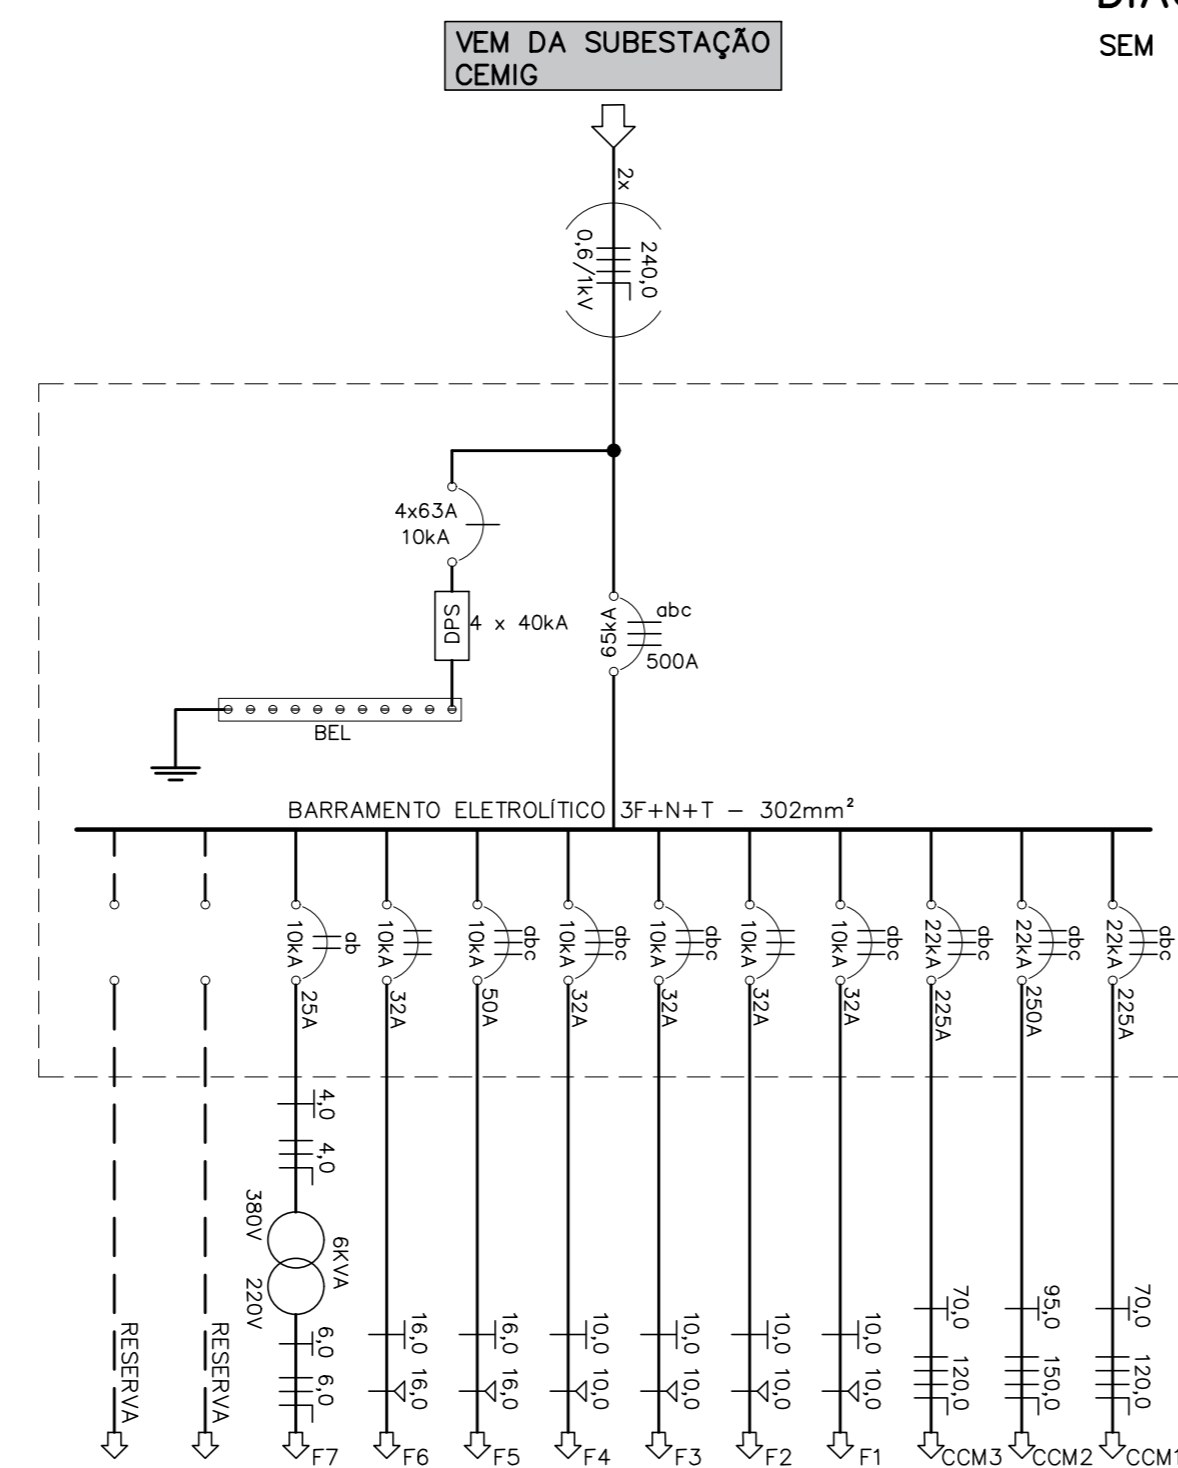 SEM
VEM DA SUBESTAÇÃO
CEMIG
2x
240,0
0,6/1kV
4x63A
10kA
DPS
4 x 40kA
BEL
65kA
abc
500A
BARRAMENTO ELETROLÍTICO 3F+N+T - 302mm²
10kA
ab
10kA
10kA
abc
10kA
abc
10kA
abc
10kA
10kA
abc
22kA
abc
22kA
abc
22kA
abc
25A
32A
50A
32A
32A
32A
32A
225A
250A
225A
4,0
4,0
380V
6KVA
220V
6,0
6,0
16,0
16,0
16,0
16,0
10,0
10,0
10,0
10,0
10,0
10,0
10,0
10,0
70,0
120,0
95,0
150,0
70,0
120,0
RESERVA
RESERVA
F7
F6
F5
F4
F3
F2
F1
CCM3
CCM2
CCM1